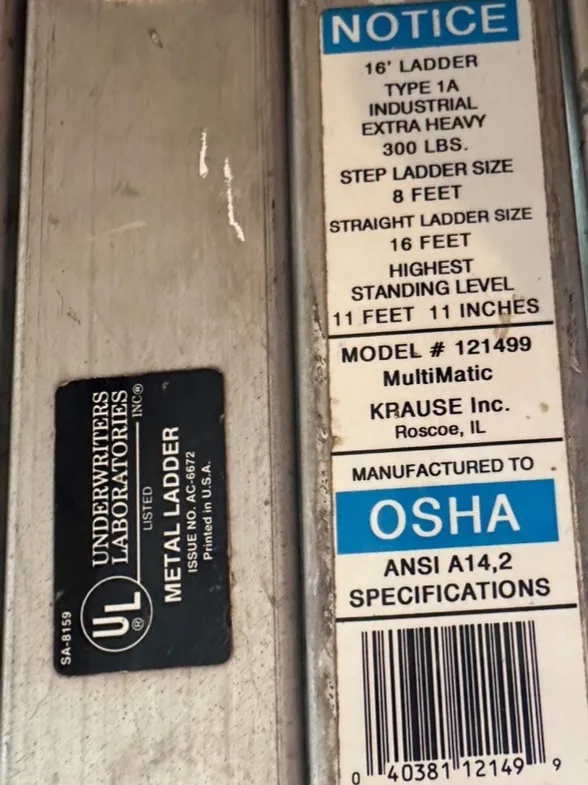 NOTICE
16' LADDER
TYPE 1A
INDUSTRIAL
EXTRA HEAVY
300 LBS.
STEP LADDER SIZE
8 FEET
STRAIGHT LADDER SIZE
16 FEET
HIGHEST
STANDING LEVEL
11 FEET 11 INCHES
MODEL # 121499
MultiMatic
KRAUSE Inc.
Roscoe, IL
MANUFACTURED TO
OSHA
ANSI A14,2
SPECIFICATIONS
0 40381 12149 9
SA-8159
UL ®
UNDERWRITERS
LABORATORIES INC®
LISTED
METAL LADDER
ISSUE NO. AC-6672
Printed in U.S.A.